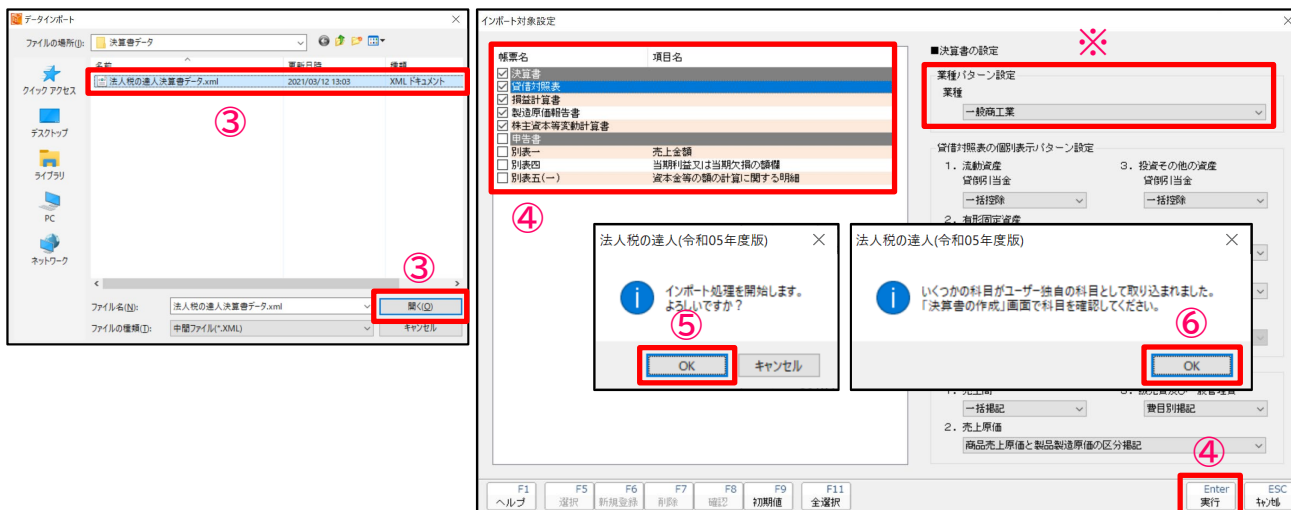 データインポート
ファイルの場所(I):
決算書データ
名前
更新日時
種類
法人税の達人決算書データ.xml
2021/03/12 13:03
XML ドキュメント
③
クイック アクセス
デスクトップ
ライブラリ
PC
ネットワーク
③
ファイル名(N):
法人税の達人決算書データ.xml
開く(O)
ファイルの種類(T):
中間ファイル(*.XML)
キャンセル
インポート対象設定
帳票名
項目名
決算書
貸借対照表
損益計算書
製造原価報告書
株主資本等変動計算書
申告書
別表一
売上金額
別表四
当期利益又は当期欠損の額欄
別表五(一)
資本金等の額の計算に関する明細
④
■決算書の設定
※
業種パターン設定
業種
一般商工業
貸借対照表の個別表示パターン設定
1. 流動資産
3. 投資その他の資産
貸倒引当金
貸倒引当金
一括控除
一括控除
2. 有形固定資産
法人税の達人(令和05年度版)
インポート処理を開始します。
よろしいですか?
⑤
OK
キャンセル
法人税の達人(令和05年度版)
いくつかの科目がユーザー独自の科目として取り込まれました。
「決算書の作成」画面で科目を確認してください。
⑥
OK
1. 売上高
3. 販売費及び一般管理費
一括掲記
費目別掲記
2. 売上原価
商品売上原価と製品製造原価の区分掲記
④
F1
ヘルプ
F5
選択
F6
新規登録
F7
削除
F8
確認
F9
初期値
F11
全選択
Enter
実行
ESC
キャンセル